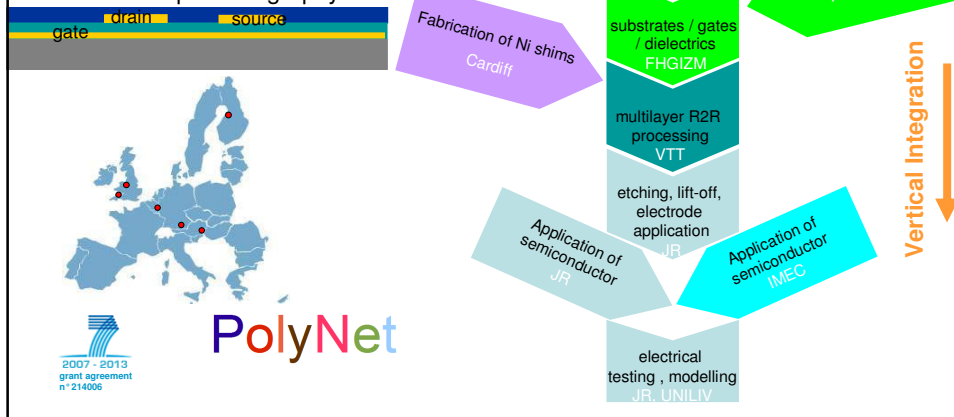 drain
source
gate
PolyNet
2007 - 2013
grant agreement
n° 214006
Fabrication of Ni shims
Cardiff
substrates / gates
/ dielectrics
FHGIZM
multilayer R2R
processing
VTT
etching, lift-off,
electrode
application
JR
Application of
semiconductor
JR
Application of
semiconductor
IMEC
electrical
testing , modelling
JR, UNILIV
Vertical Integration